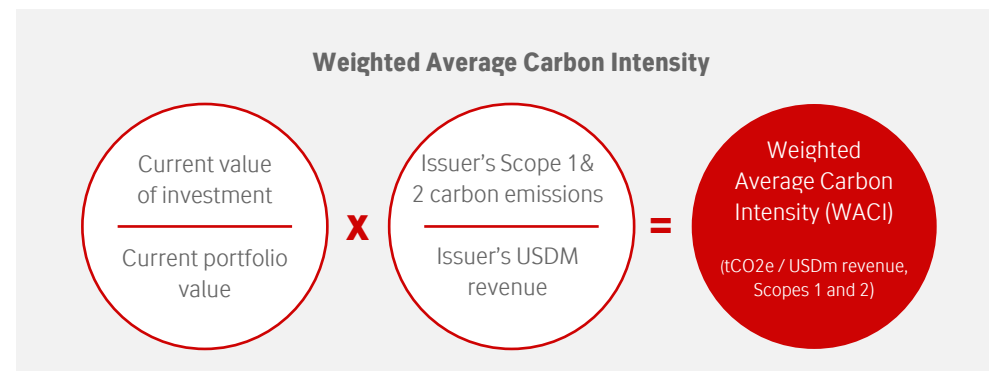 Weighted Average Carbon Intensity
Current value
of investment
Current portfolio
value
x
Issuer's Scope 1&
2 carbon emissions
Issuer's USDM
revenue
=
Weighted
Average Carbon
Intensity (WACI)
(tCO2e / USDm revenue,
Scopes 1 and 2)